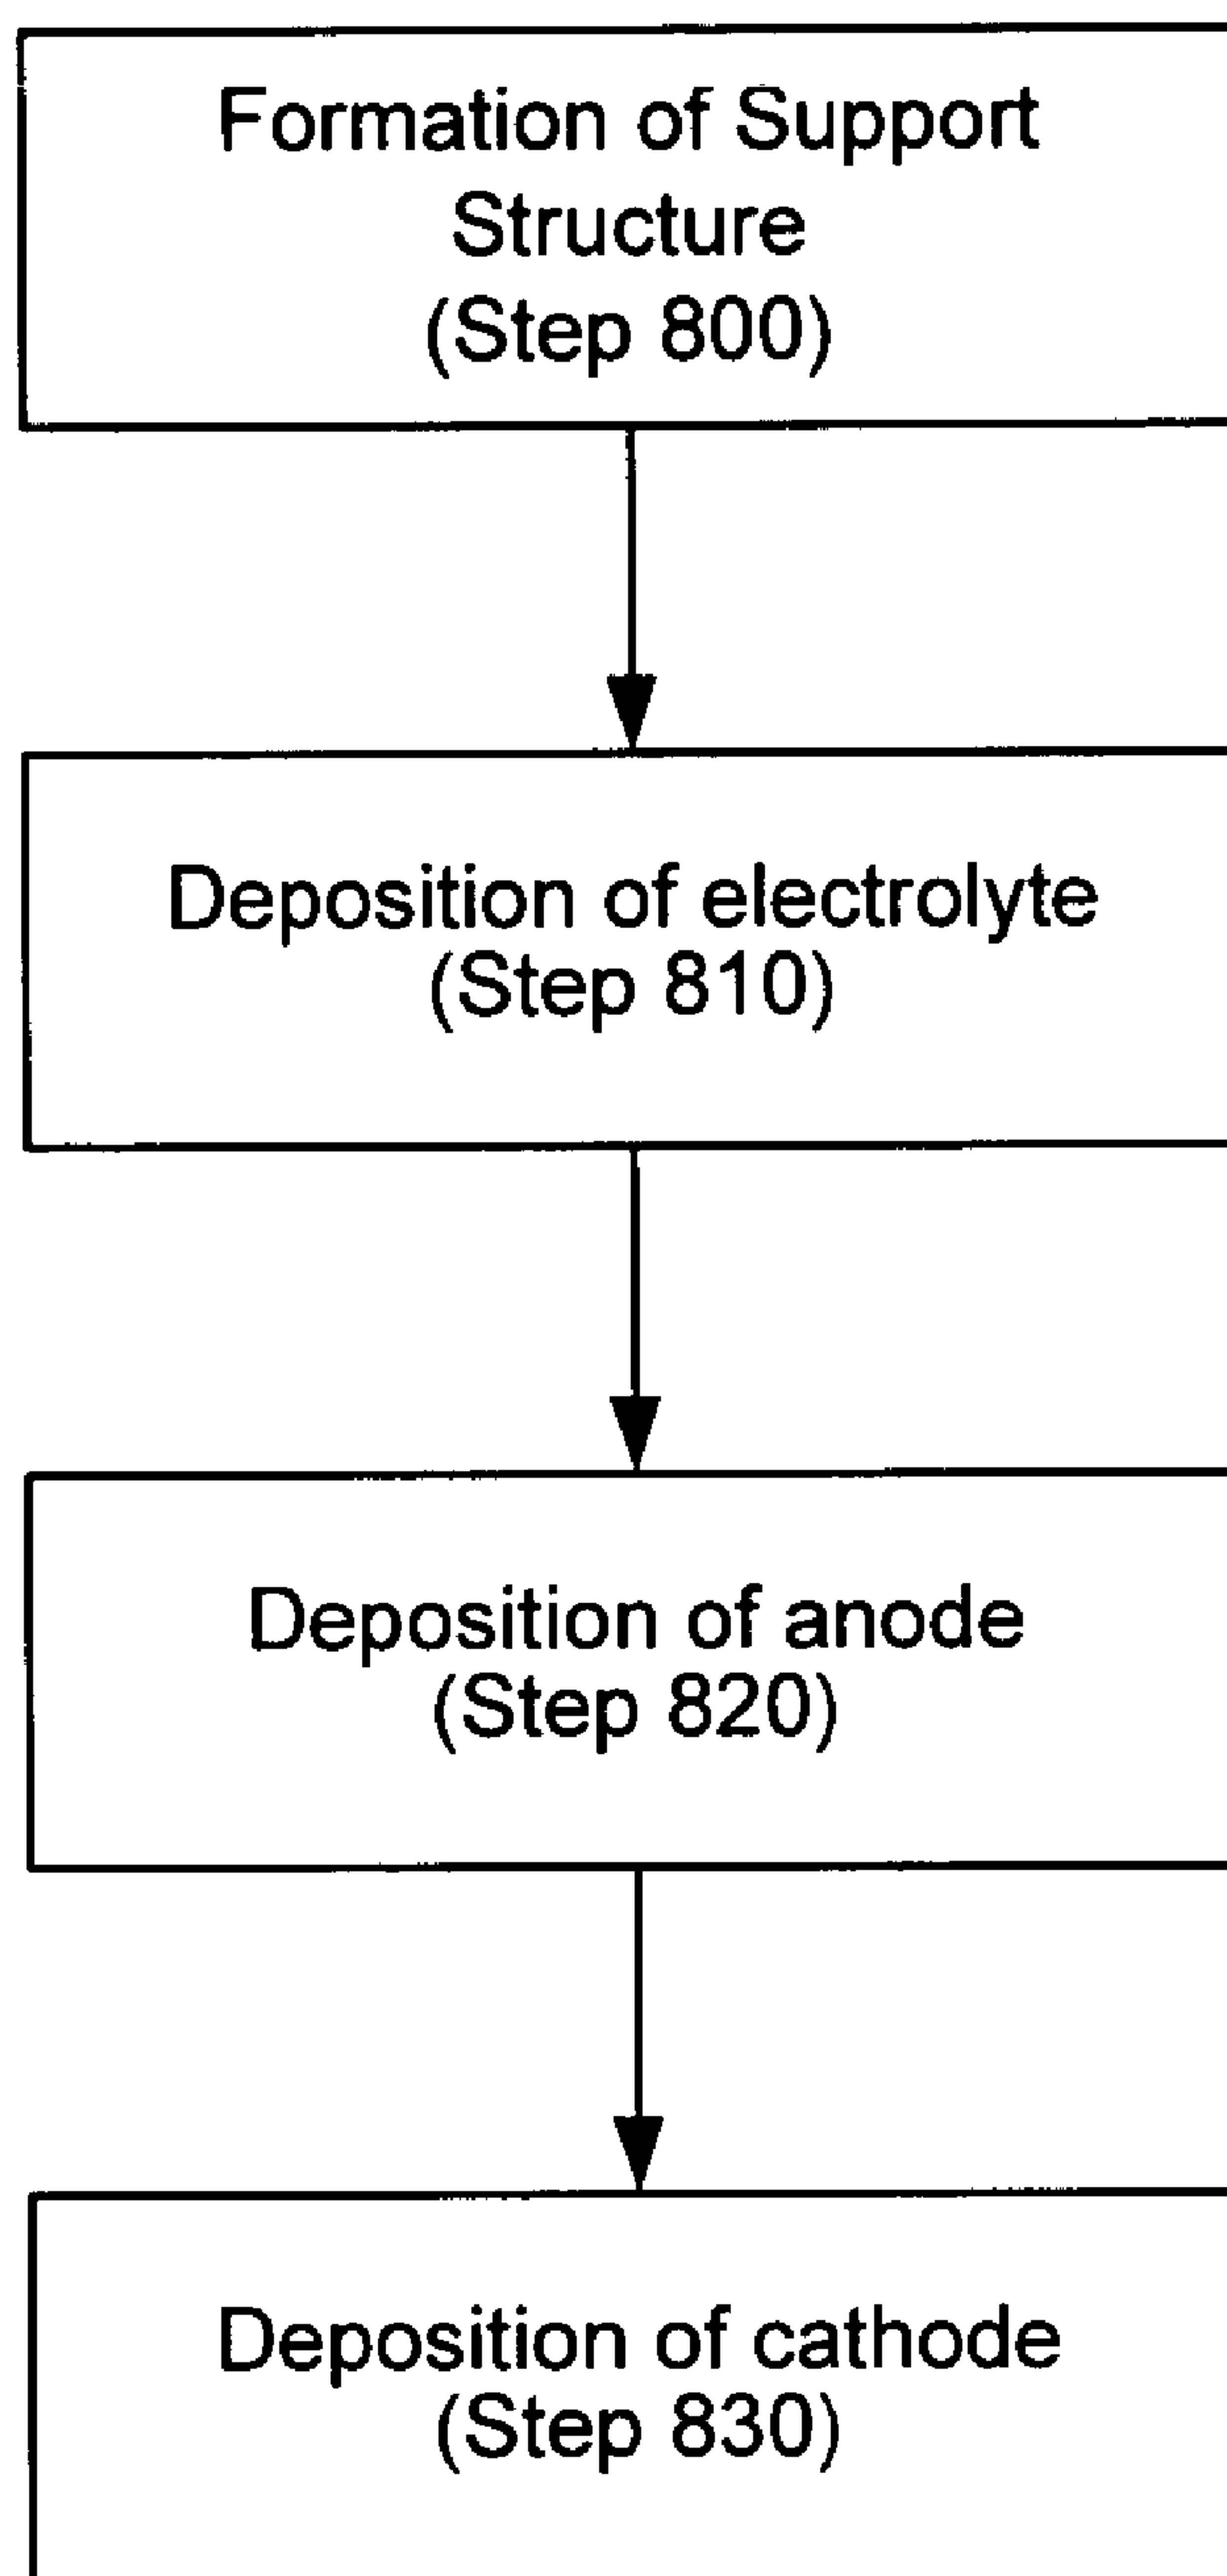 Formation of Support
Structure
(Step 800)
Deposition of electrolyte
(Step 810)
Deposition of anode
(Step 820)
Deposition of cathode
(Step 830)